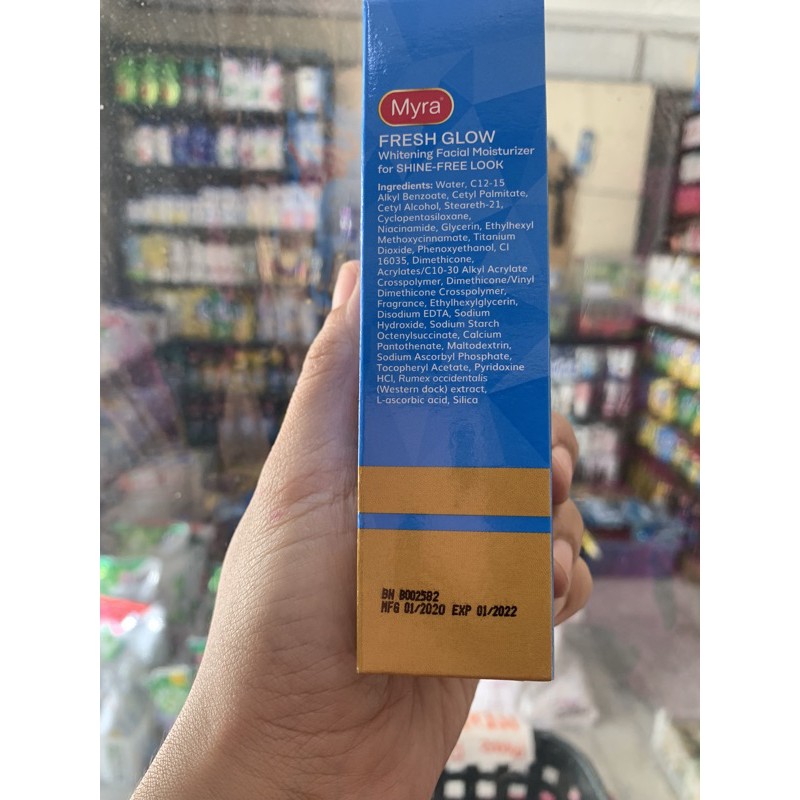 Myra
FRESH GLOW
Whitening Facial Moisturizer
for SHINE-FREE LOOK
Ingredients: Water, C12-15
Alkyl Benzoate, Cetyl Palmitate,
Cetyl Alcohol, Steareth-21,
Cyclopentasiloxane,
Niacinamide, Glycerin, Ethylhexyl
Methoxycinnamate, Titanium
Dioxide, Phenoxyethanol, CI
16035, Dimethicone,
Acrylates/C10-30 Alkyl Acrylate
Crosspolymer, Dimethicone/Vinyl
Dimethicone Crosspolymer,
Fragrance, Ethylhexylglycerin,
Disodium EDTA, Sodium
Hydroxide, Sodium Starch
Octenylsuccinate, Calcium
Pantothenate, Maltodextrin,
Sodium Ascorbyl Phosphate,
Tocopheryl Acetate, Pyridoxine
HCl, Rumex occidentalis
(Western dock) extract,
L-ascorbic acid, Silica
BN B002582
MFG 01/2020 EXP 01/2022